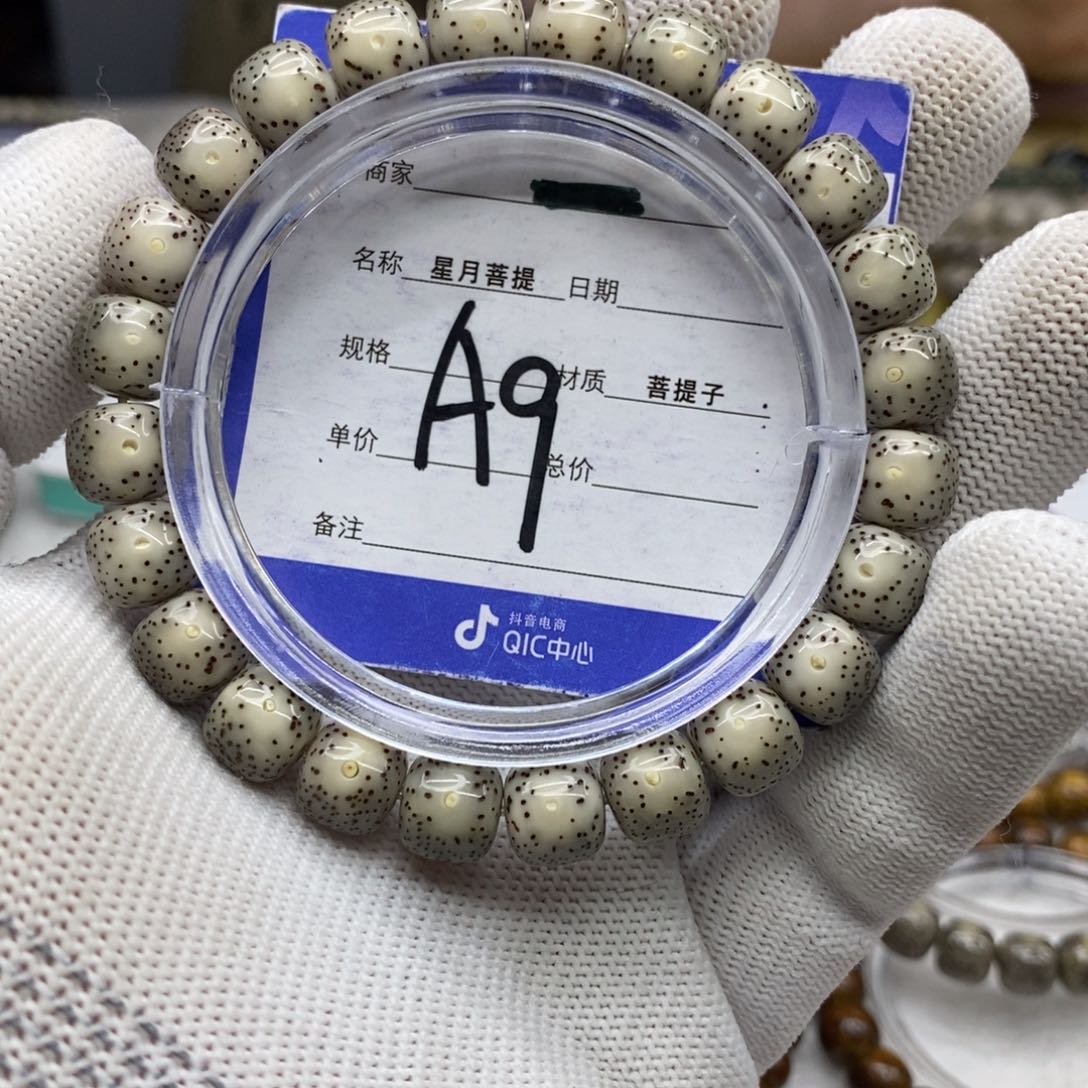 商家
名称 星月菩提 日期
规格 材质 菩提子
A9
单价 总价
备注
抖音电商
QIC中心